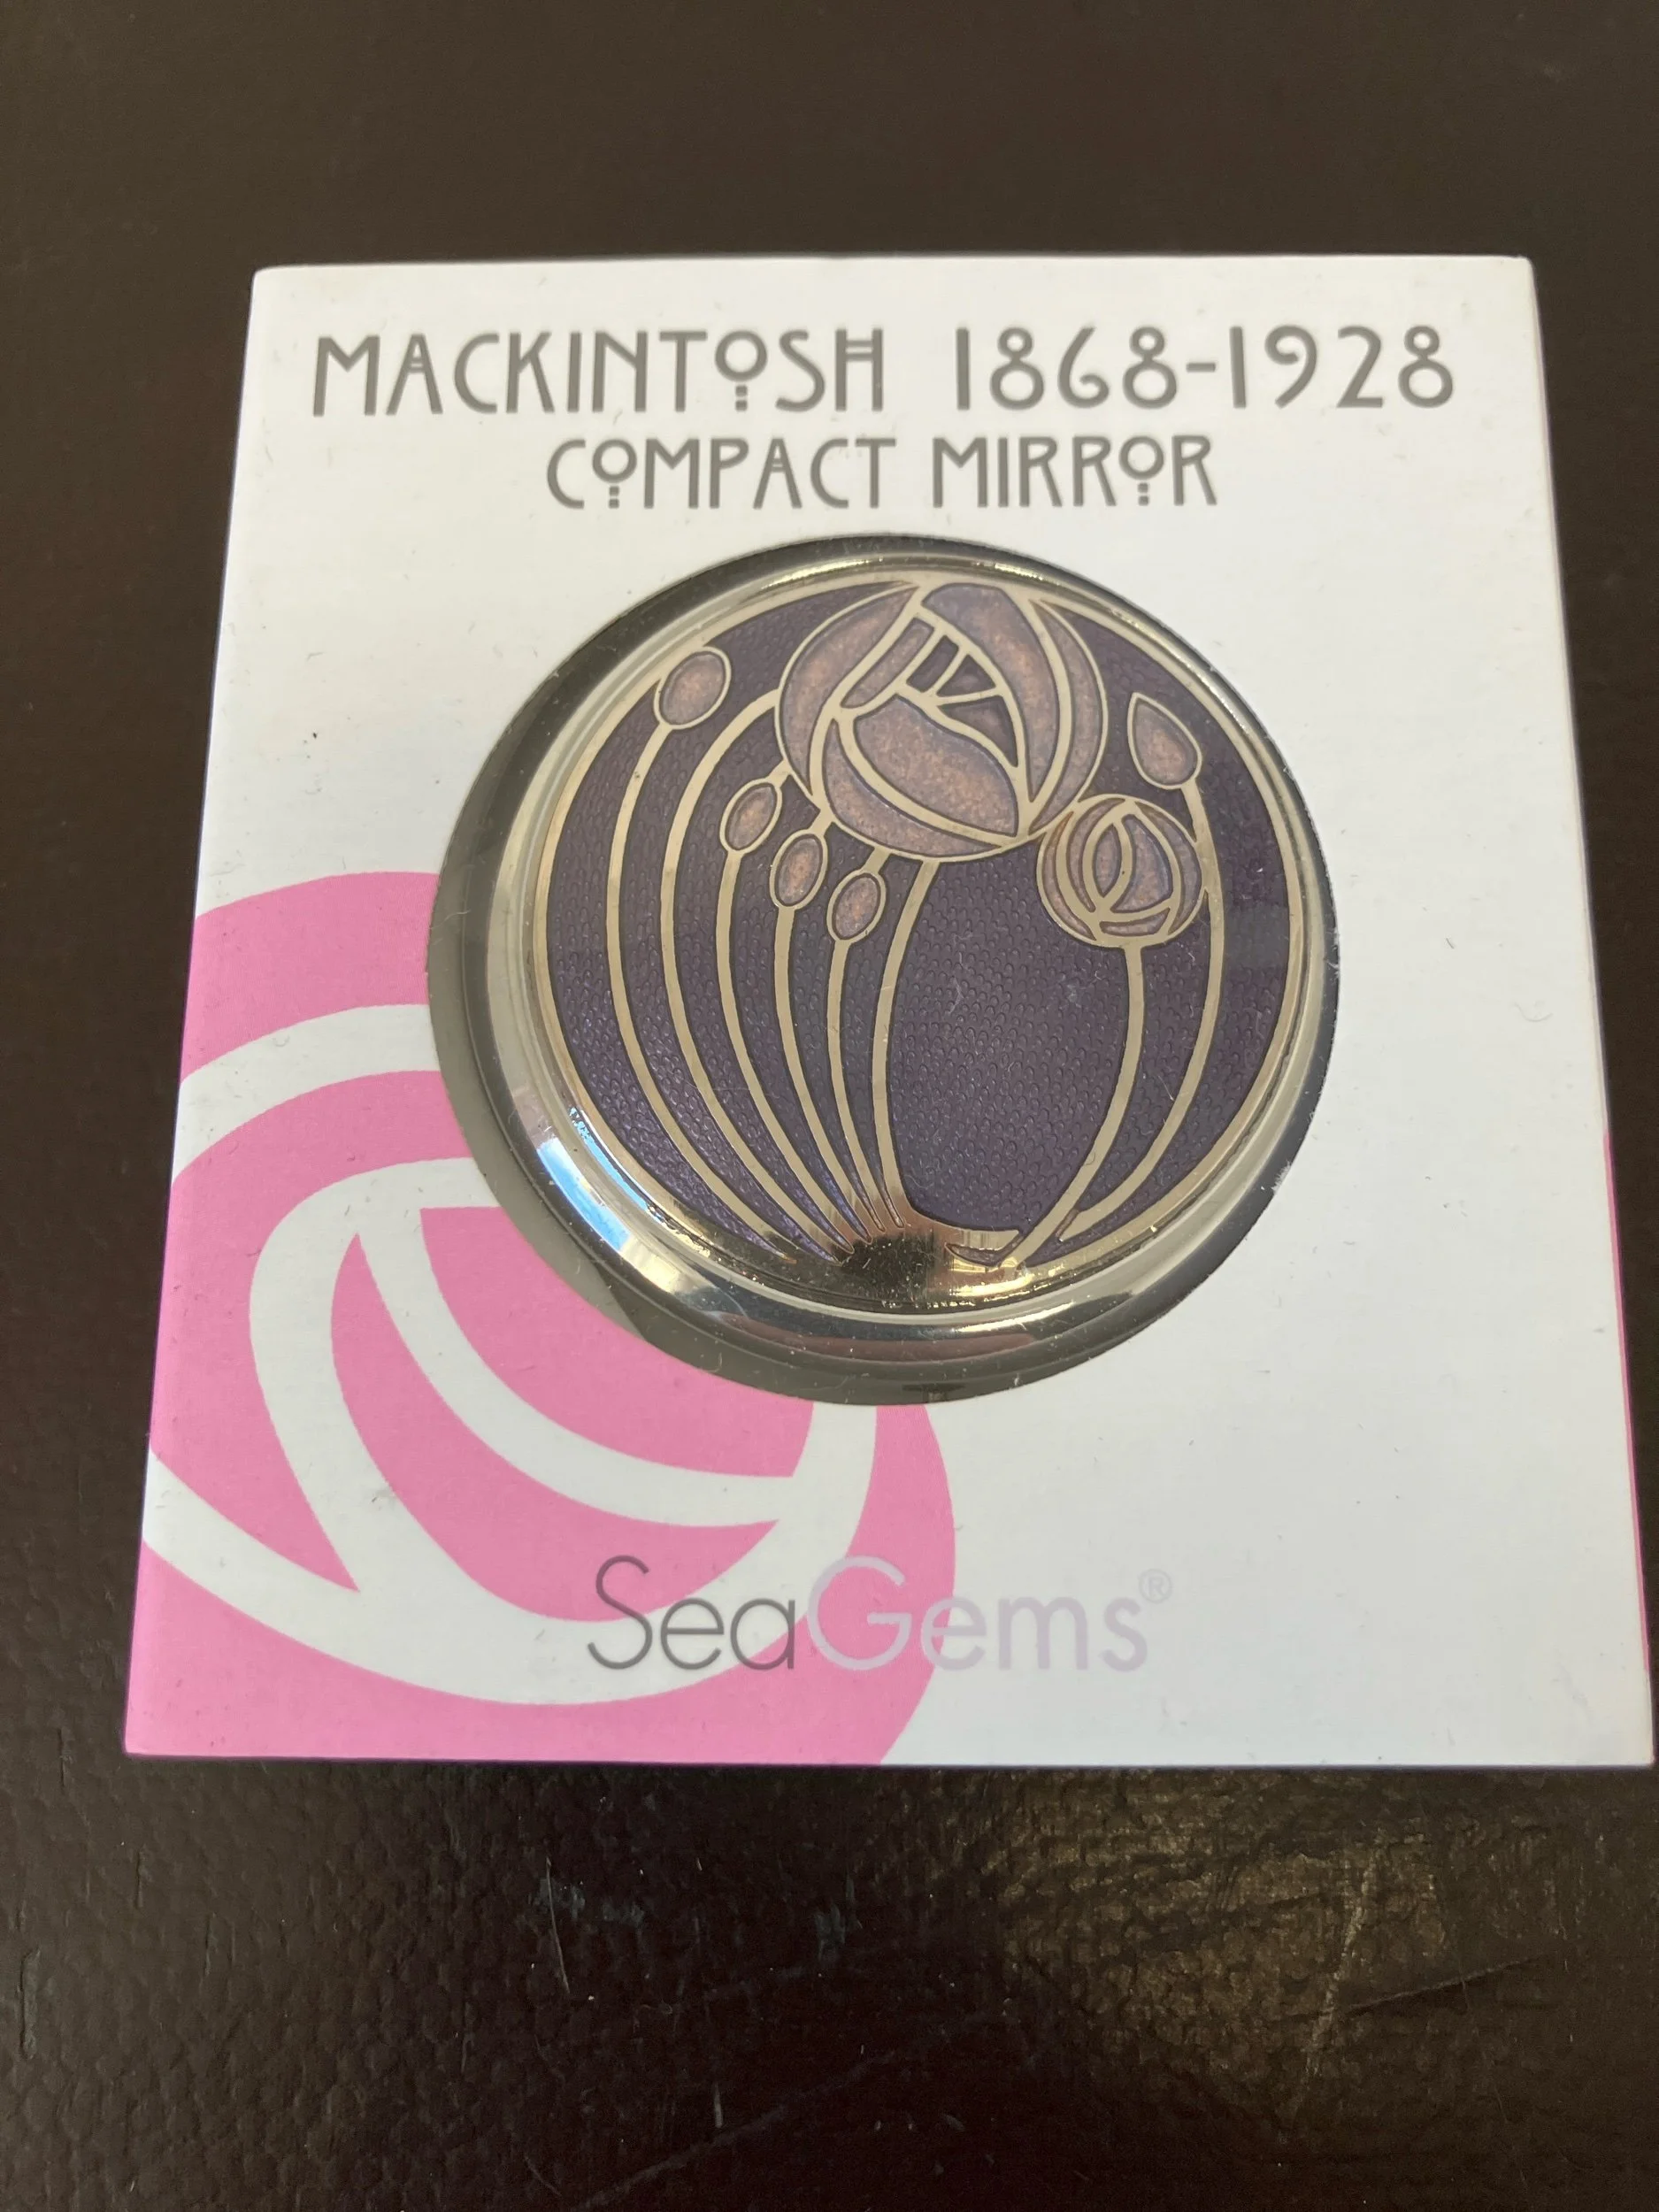 MACKINTOSH 1868-1928
COMPACT MIRROR
SeaGems®